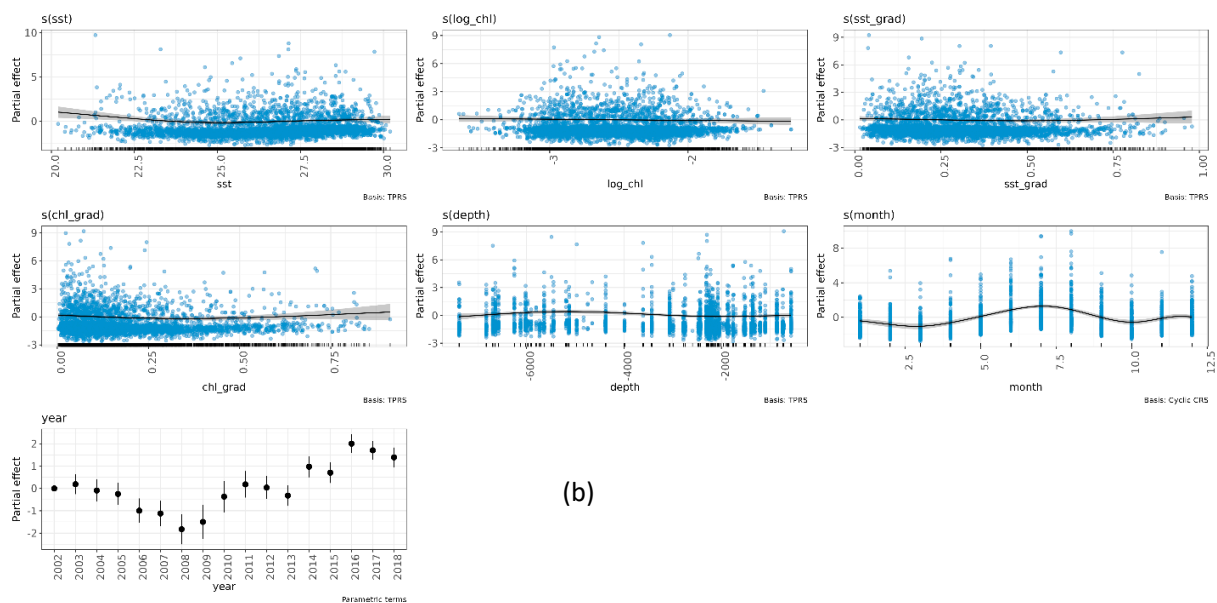 s(sst)
10
5
0
Partial effect
20.0
22.5
25.0
27.5
30.0
sst
Basis: TPRS
s(log_chl)
9
6
3
0
-3
Partial effect
-3
-2
log_chl
Basis: TPRS
s(sst_grad)
9
6
3
0
-3
Partial effect
0.00
0.25
0.50
0.75
1.00
sst_grad
Basis: TPRS
s(chl_grad)
9
6
3
0
-3
Partial effect
0.00
0.25
0.50
0.75
chl_grad
Basis: TPRS
s(depth)
9
6
3
0
-3
Partial effect
-6000
-4000
-2000
depth
Basis: TPRS
s(month)
8
4
0
Partial effect
2.5
5.0
7.5
10.0
12.5
month
Basis: Cyclic CRS
year
2
1
0
-1
-2
Partial effect
2002
2003
2004
2005
2006
2007
2008
2009
2010
2011
2012
2013
2014
2015
2016
2017
2018
year
Parametric terms
(b)